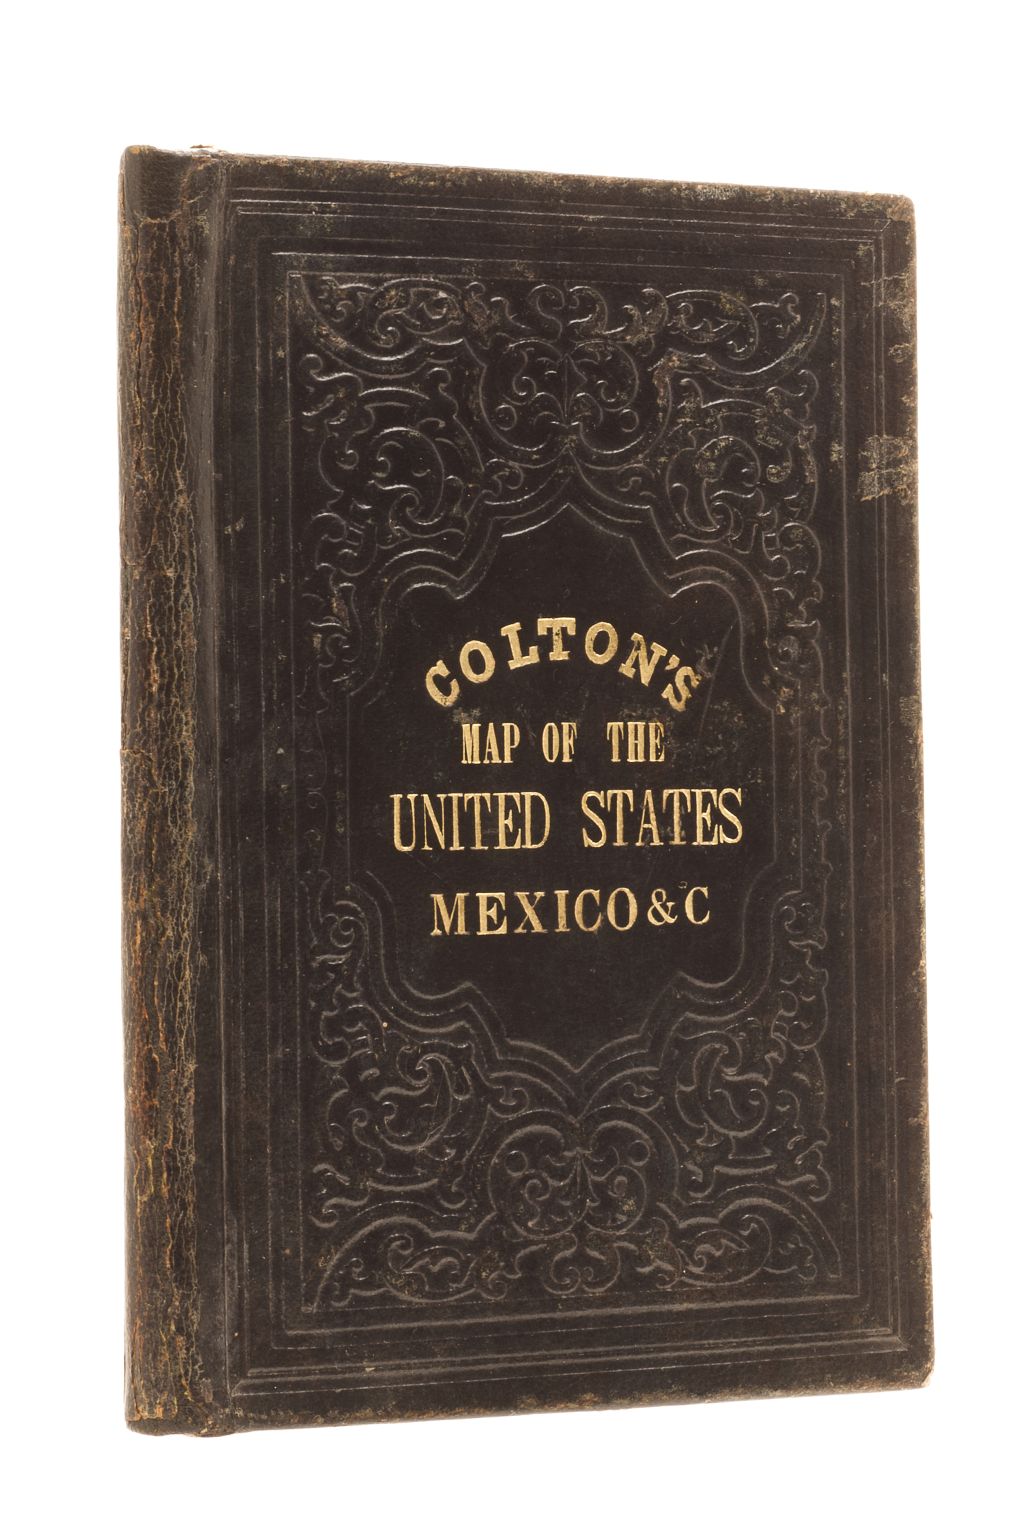 COLTON'S
MAP OF THE
UNITED STATES
MEXICO & C